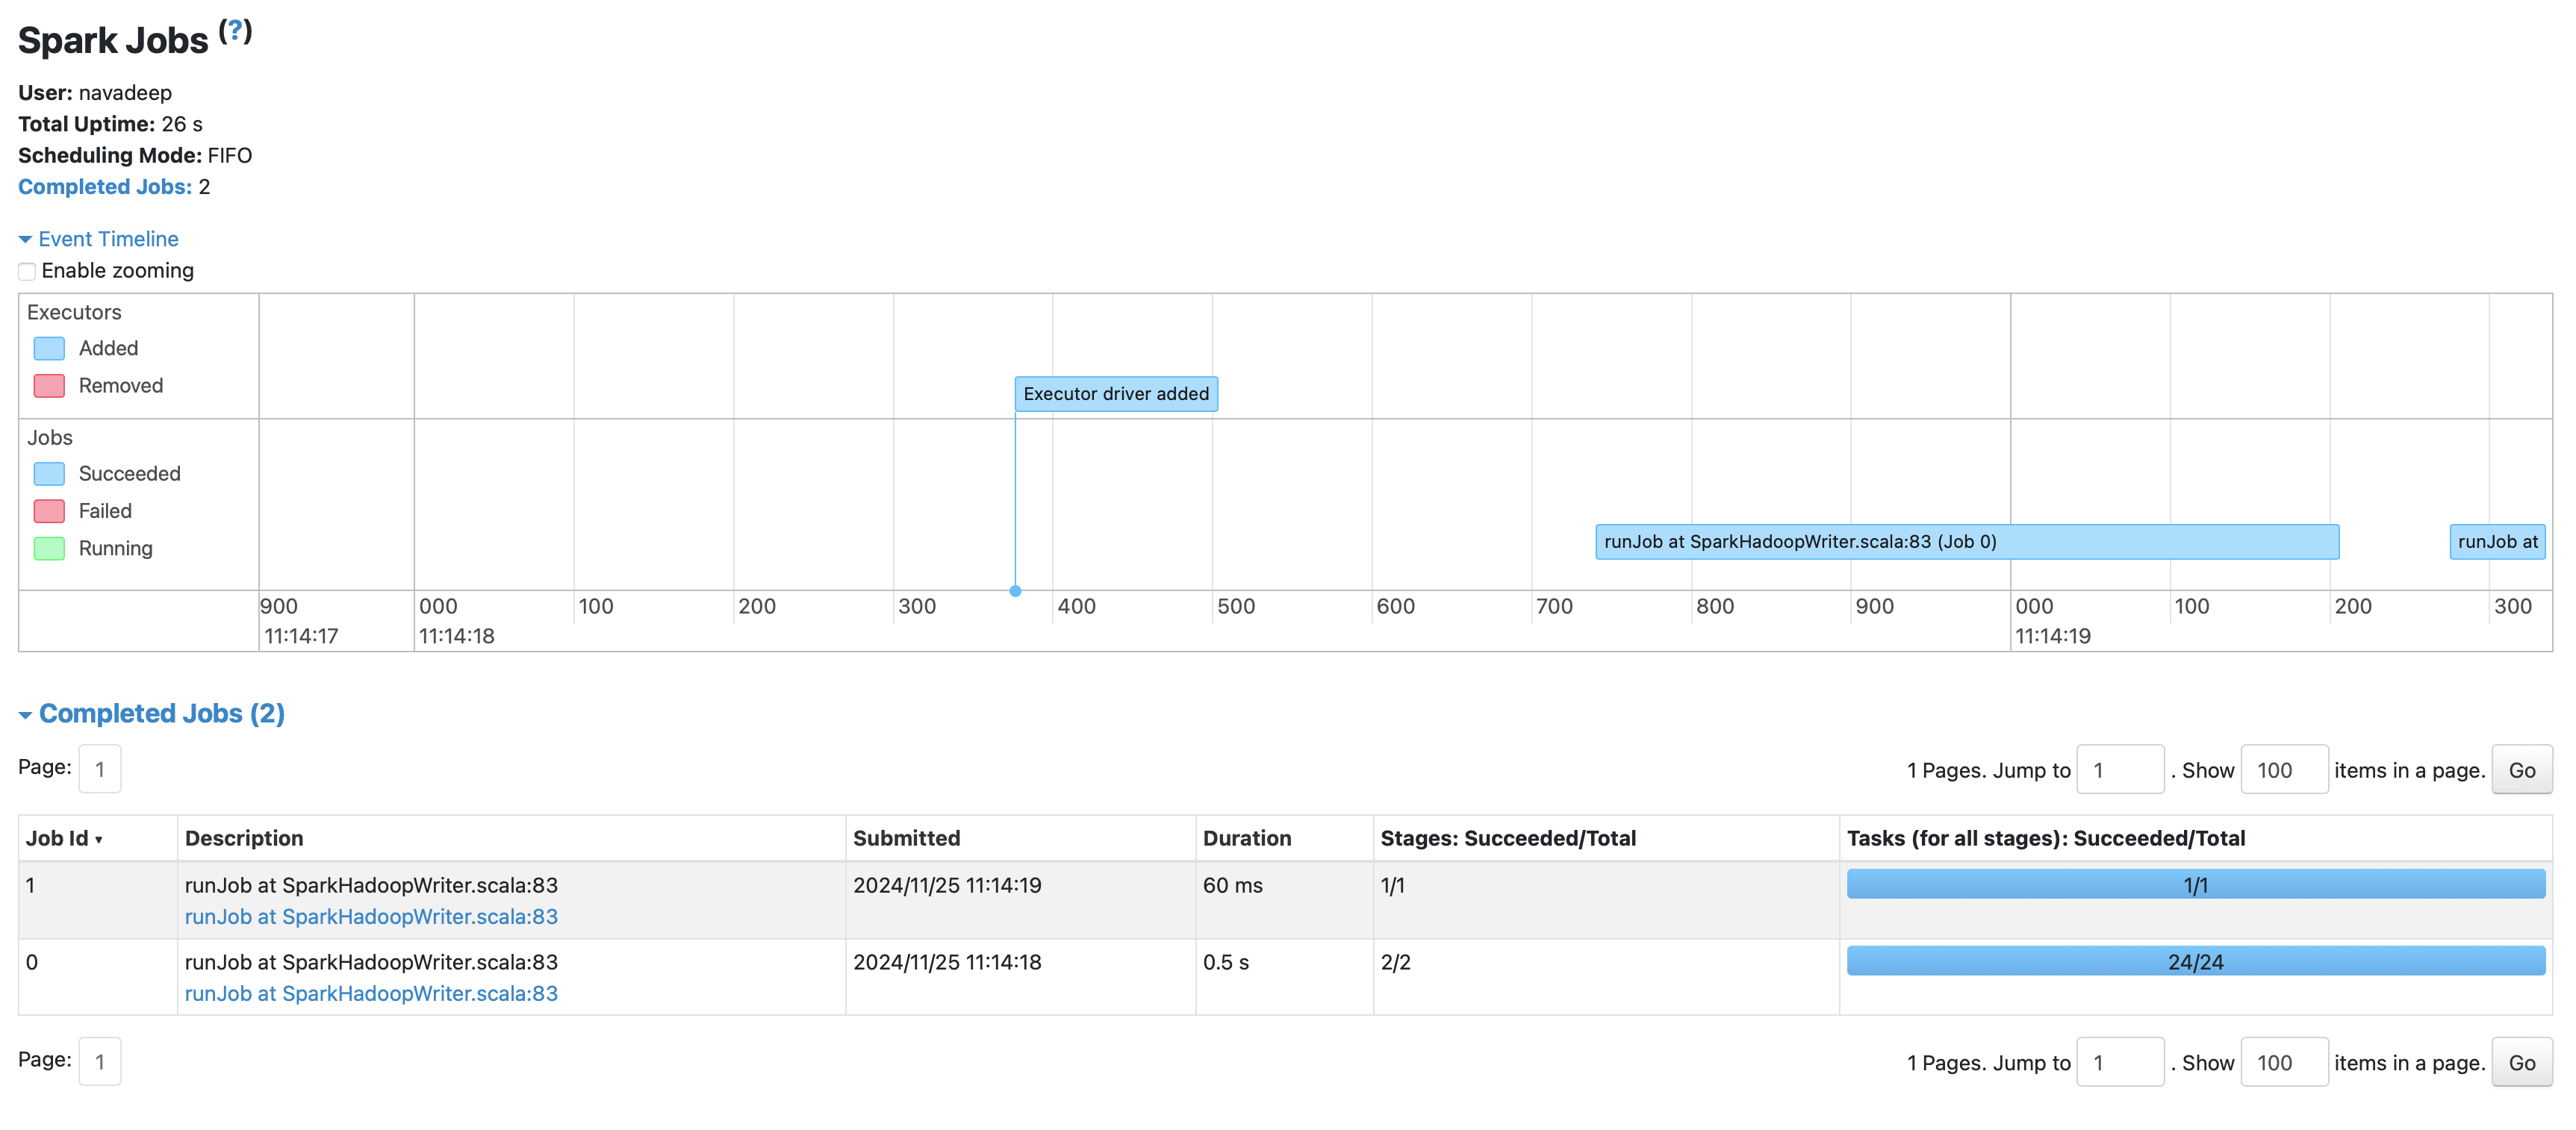 Spark Jobs (?)
User: navadeep
Total Uptime: 26 s
Scheduling Mode: FIFO
Completed Jobs: 2
Event Timeline
Enable zooming
Executors
Added
Removed
Executor driver added
Jobs
Succeeded
Failed
Running
runJob at SparkHadoopWriter.scala:83 (Job 0)
runJob at
900 000 100 200 300 400 500 600 700 800 900 000 100 200 300
11:14:17 11:14:18 11:14:19
Completed Jobs (2)
Page: 1 1 Pages. Jump to 1 . Show 100 items in a page. Go
Job Id ▾ Description Submitted Duration Stages: Succeeded/Total Tasks (for all stages): Succeeded/Total
1 runJob at SparkHadoopWriter.scala:83 2024/11/25 11:14:19 60 ms 1/1 1/1
runJob at SparkHadoopWriter.scala:83
0 runJob at SparkHadoopWriter.scala:83 2024/11/25 11:14:18 0.5 s 2/2 24/24
runJob at SparkHadoopWriter.scala:83
Page: 1 1 Pages. Jump to 1 . Show 100 items in a page. Go